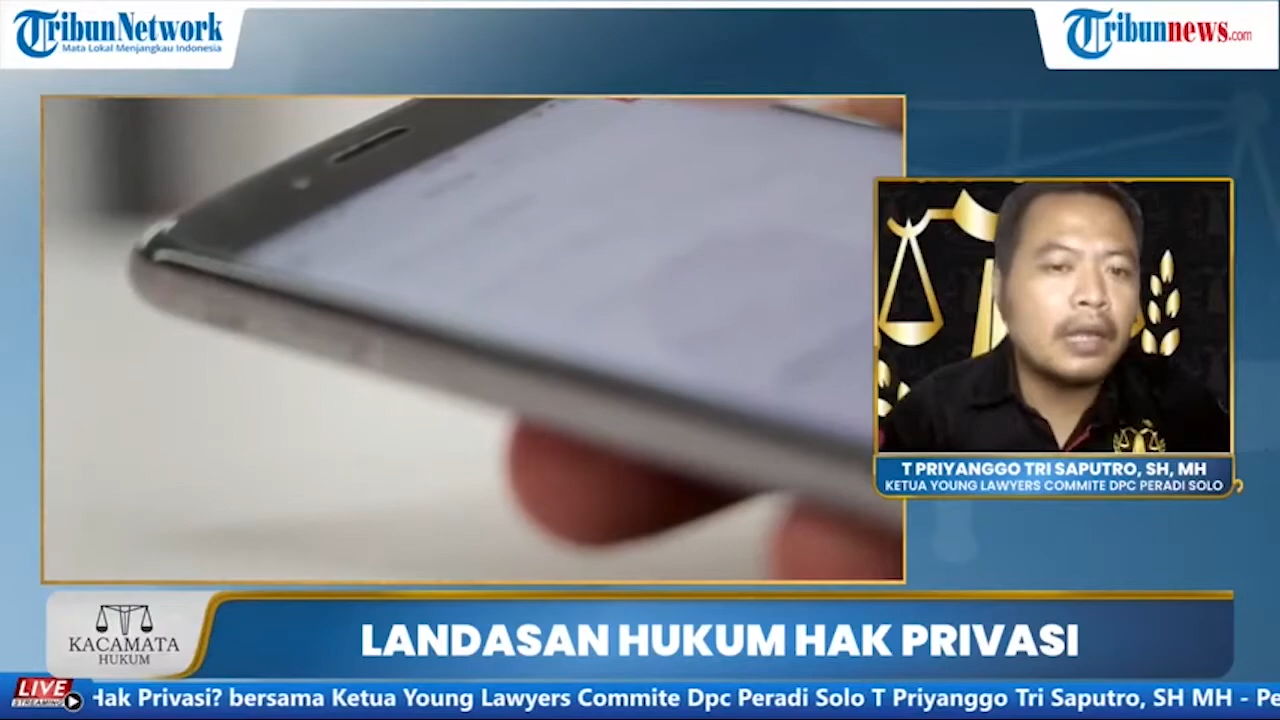 TribunNetwork
Mata Lokal Menjangkau Indonesia
Tribunnews.com
T PRIYANGGO TRI SAPUTRO, SH, MH
KETUA YOUNG LAWYERS COMMITE DPC PERADI SOLO
KACAMATA
HUKUM
LANDASAN HUKUM HAK PRIVASI
LIVE
STREAMING
Hak Privasi? bersama Ketua Young Lawyers Commite Dpc Peradi Solo T Priyanggo Tri Saputro, SH MH - Pe